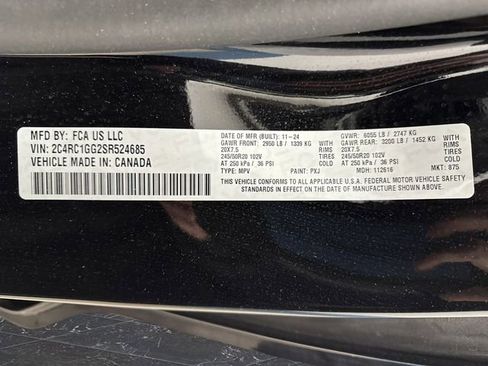 MFD BY: FCA US LLC
VIN: 2C4RC1GG2SR524685
VEHICLE MADE IN: CANADA
DATE OF MFR (BUILT): 11-24 GVWR: 6055 LB / 2747 KG
GAWR FRONT: 2950 LB / 1339 KG WITH GAWR REAR: 3200 LB / 1452 KG WITH
20X7.5 RIMS 20X7.5 RIMS
245/50R20 102V TIRES 245/50R20 102V TIRES
AT 250 kPa / 36 PSI AT 250 kPa / 36 PSI
TYPE: MPV PAINT: PXJ MDH: 112616 MKT: 875
THIS VEHICLE CONFORMS TO ALL APPLICABLE U.S.A. FEDERAL MOTOR VEHICLE SAFETY
STANDARDS IN EFFECT ON THE DATE OF MANUFACTURE SHOWN ABOVE.